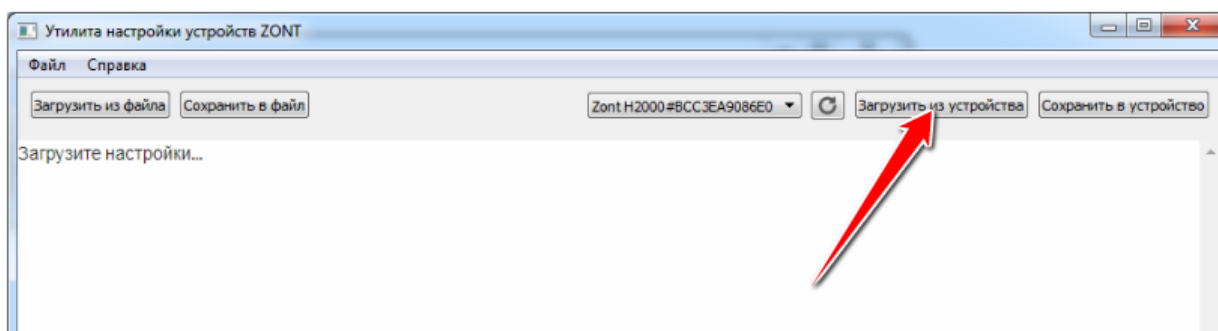 Утилита настройки устройств ZONT
Файл Справка
Загрузить из файла Сохранить в файл Zont H2000#BCC3EA9086E0 Загрузить из устройства Сохранить в устройство
Загрузите настройки...